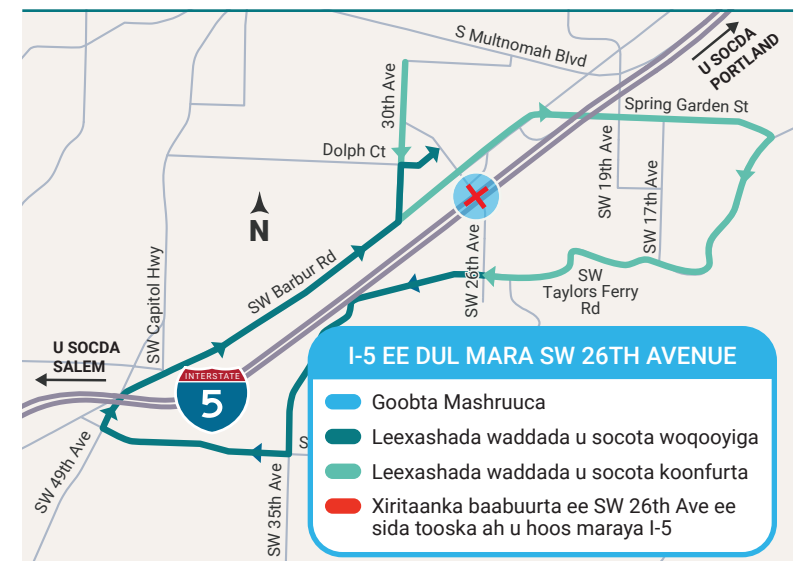 S Multnomah Blvd
U SOCDA
PORTLAND
30th Ave
Spring Garden St
Dolph Ct
SW 19th Ave
SW 17th Ave
N
SW Capitol Hwy
SW Barbur Rd
SW 26th Ave
SW
Taylors Ferry
Rd
U SOCDA
SALEM
INTERSTATE
5
SW 49th Ave
SW 35th Ave
S
I-5 EE DUL MARA SW 26TH AVENUE
Goobta Mashruuca
Leexashada waddada u socota woqooyiga
Leexashada waddada u socota koonfurta
Xiritaanka baabuurta ee SW 26th Ave ee
sida tooska ah u hoos maraya I-5